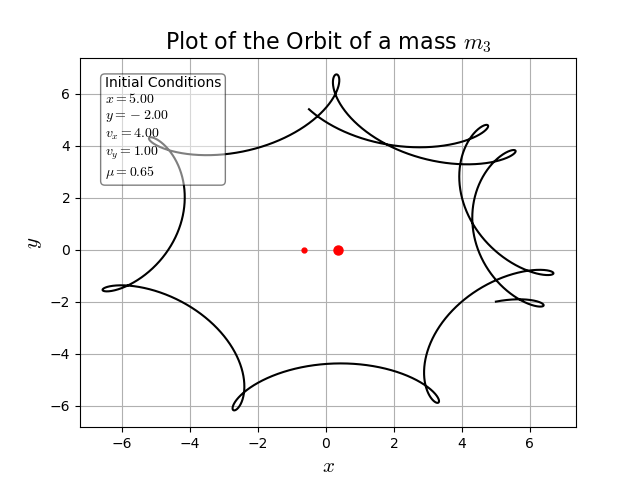 Plot of the Orbit of a mass m₃
Initial Conditions
x = 5.00
y = − 2.00
vₓ = 4.00
v_y = 1.00
μ = 0.65
6
4
2
0
−2
−4
−6
y
−6 −4 −2 0 2 4 6
x